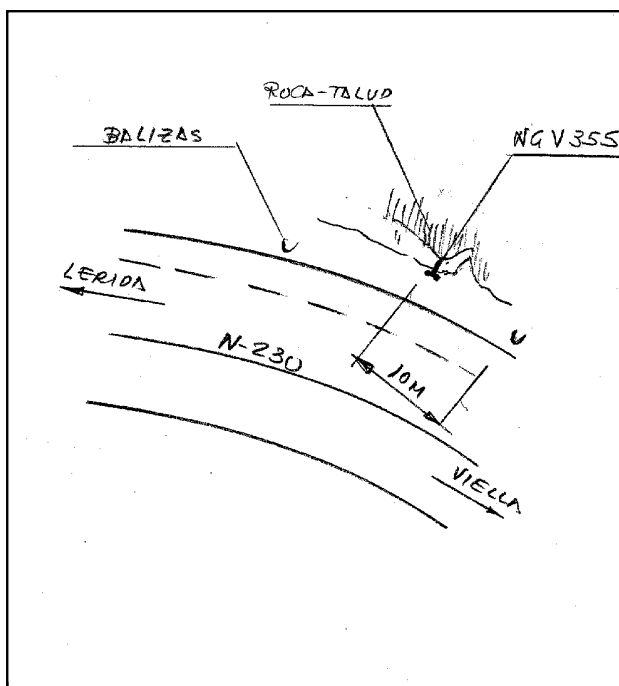 ROCA-TALUD
BALIZAS
NGV355
LERIDA
N-230
10M
VIELLA